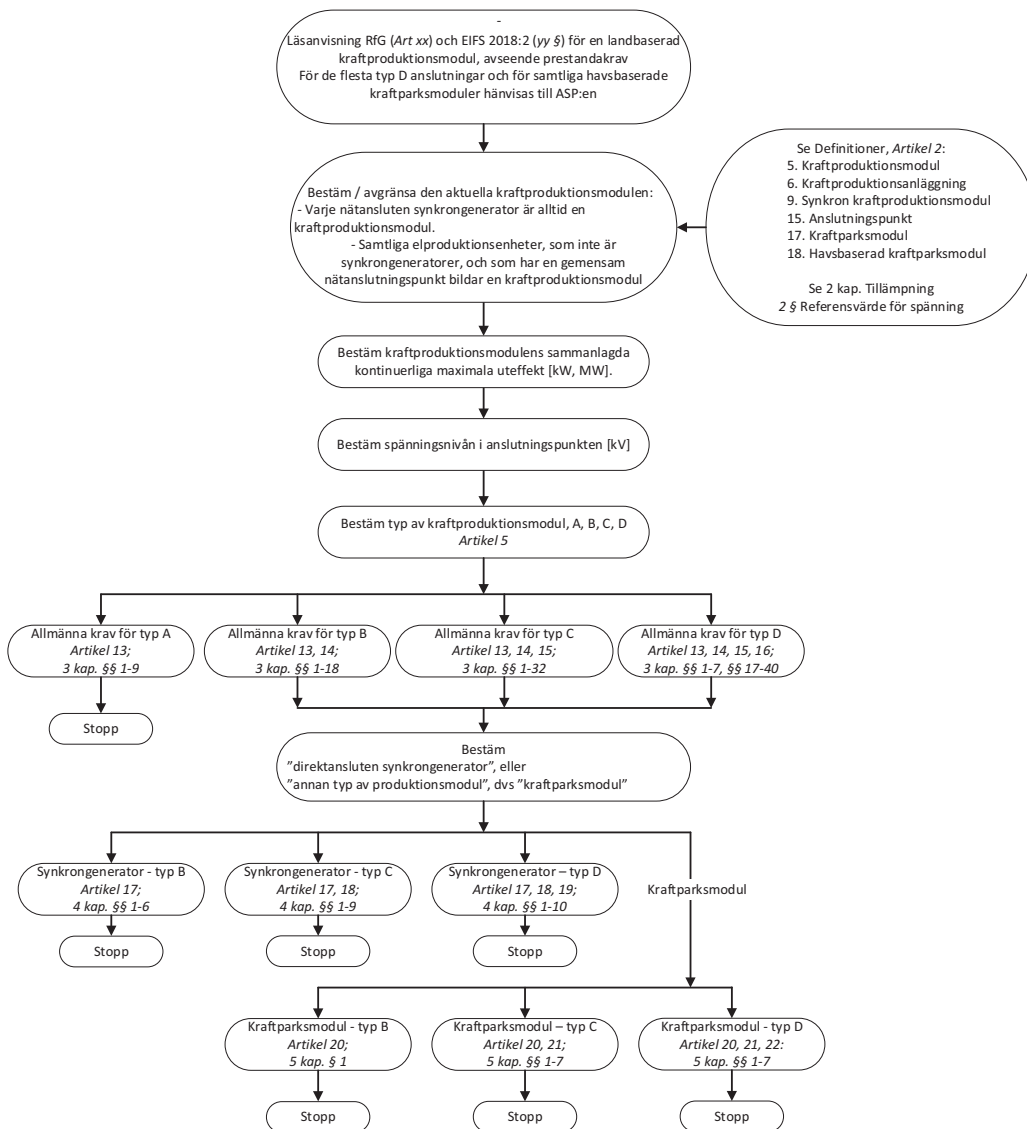 -
Läsanvisning RfG (Art xx) och EIFS 2018:2 (yy §) för en landbaserad
kraftproduktionsmodul, avseende prestandakrav
För de flesta typ D anslutningar och för samtliga havsbaserade
kraftparksmoduler hänvisas till ASP:en
Se Definitioner, Artikel 2:
5. Kraftproduktionsmodul
6. Kraftproduktionsanläggning
9. Synkron kraftproduktionsmodul
15. Anslutningspunkt
17. Kraftparksmodul
18. Havsbaserad kraftparksmodul
Se 2 kap. Tillämpning
2 § Referensvärde för spänning
Bestäm / avgränsa den aktuella kraftproduktionsmodulen:
- Varje nätansluten synkrongenerator är alltid en
kraftproduktionsmodul.
- Samtliga elproduktionsenheter, som inte är
synkrongeneratorer, och som har en gemensam
nätanslutningspunkt bildar en kraftproduktionsmodul
Bestäm kraftproduktionsmodulens sammanlagda
kontinuerliga maximala uteffekt [kW, MW].
Bestäm spänningsnivån i anslutningspunkten [kV]
Bestäm typ av kraftproduktionsmodul, A, B, C, D
Artikel 5
Allmänna krav för typ A
Artikel 13;
3 kap. §§ 1-9
Allmänna krav för typ B
Artikel 13, 14;
3 kap. §§ 1-18
Allmänna krav för typ C
Artikel 13, 14, 15;
3 kap. §§ 1-32
Allmänna krav för typ D
Artikel 13, 14, 15, 16;
3 kap. §§ 1-7, §§ 17-40
Stopp
Bestäm
”direktansluten synkrongenerator”, eller
”annan typ av produktionsmodul”, dvs ”kraftparksmodul”
Synkrongenerator - typ B
Artikel 17;
4 kap. §§ 1-6
Synkrongenerator - typ C
Artikel 17, 18;
4 kap. §§ 1-9
Synkrongenerator – typ D
Artikel 17, 18, 19;
4 kap. §§ 1-10
Kraftparksmodul
Stopp
Stopp
Stopp
Kraftparksmodul - typ B
Artikel 20;
5 kap. § 1
Kraftparksmodul – typ C
Artikel 20, 21;
5 kap. §§ 1-7
Kraftparksmodul - typ D
Artikel 20, 21, 22:
5 kap. §§ 1-7
Stopp
Stopp
Stopp